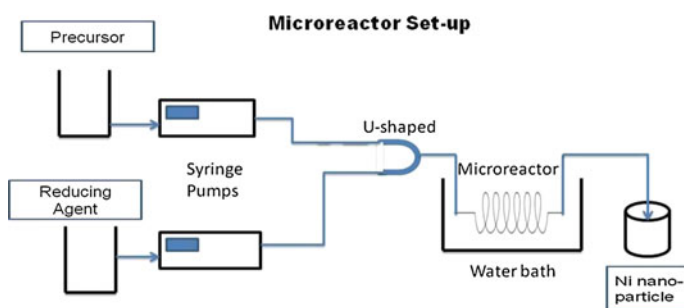 Microreactor Set-up
Precursor
U-shaped
Syringe
Pumps
Microreactor
Reducing
Agent
Water bath
Ni nano-
particle